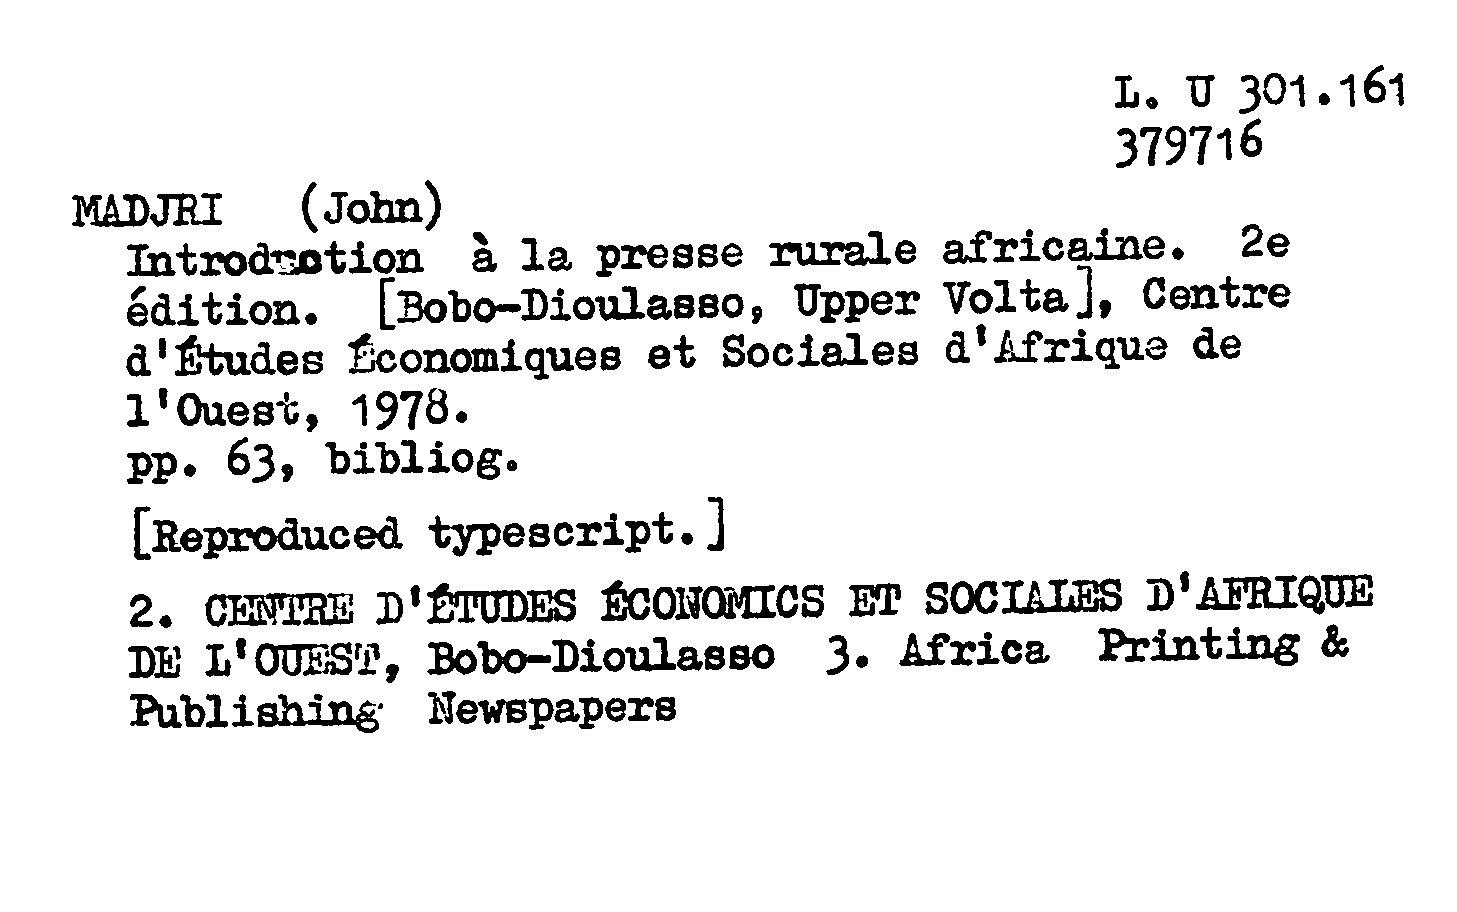 L. U 301.161
379716
MADJRI (John)
Introduction à la presse rurale africaine. 2e
édition. [Bobo-Dioulasso, Upper Volta], Centre
d'Études Économiques et Sociales d'Afrique de
l'Ouest, 1978.
pp. 63, bibliog.
[Reproduced typescript.]
2. CENTRE D'ÉTUDES ÉCONOMICS ET SOCIALES D'AFRIQUE
DE L'OUEST, Bobo-Dioulasso 3. Africa Printing &
Publishing Newspapers